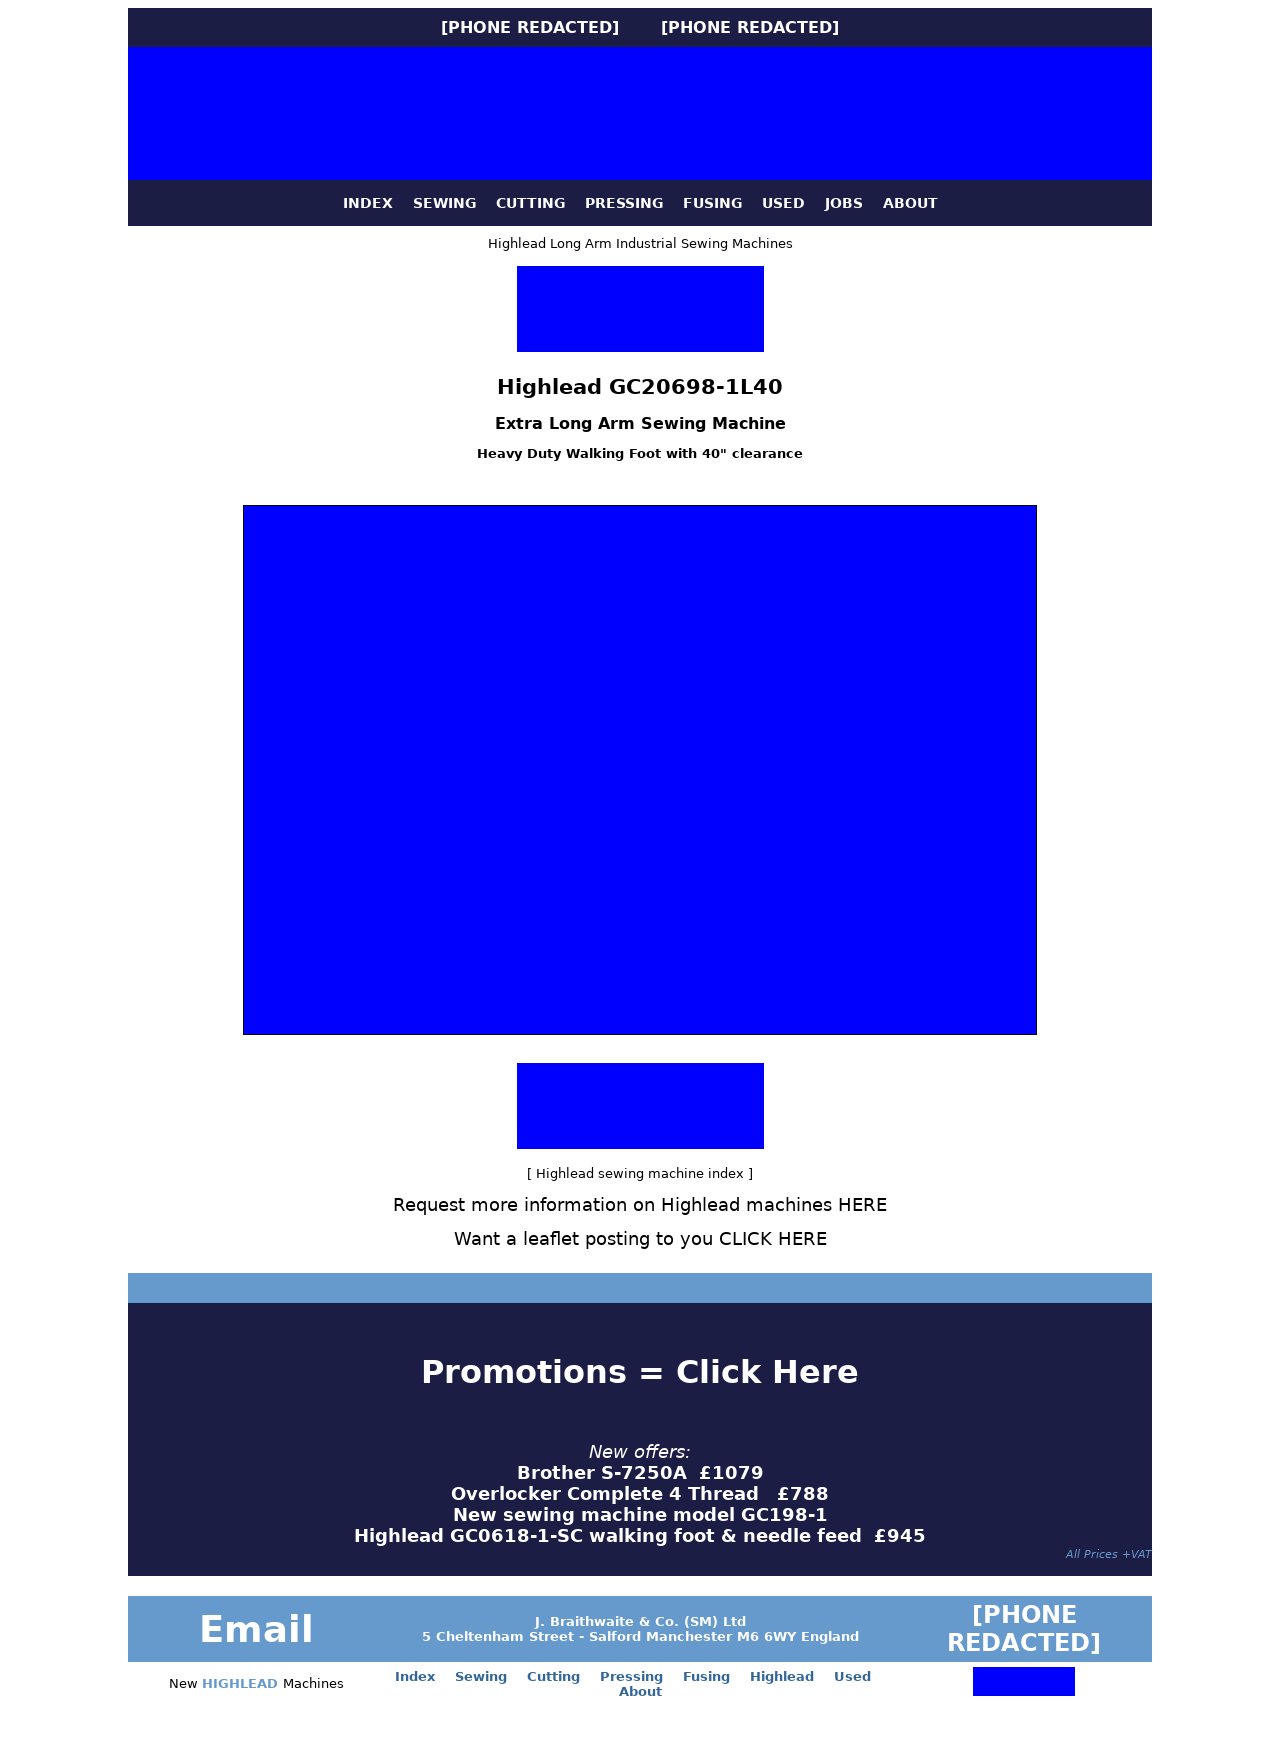 [PHONE REDACTED] [PHONE REDACTED]
INDEX SEWING CUTTING PRESSING FUSING USED JOBS ABOUT
Highlead Long Arm Industrial Sewing Machines
Highlead GC20698-1L40
Extra Long Arm Sewing Machine
Heavy Duty Walking Foot with 40" clearance
[ Highlead sewing machine index ]
Request more information on Highlead machines HERE
Want a leaflet posting to you CLICK HERE
Promotions = Click Here
New offers:
Brother S-7250A £1079
Overlocker Complete 4 Thread £788
New sewing machine model GC198-1
Highlead GC0618-1-SC walking foot & needle feed £945
All Prices +VAT
Email
J. Braithwaite & Co. (SM) Ltd
5 Cheltenham Street - Salford Manchester M6 6WY England
[PHONE
REDACTED]
New HIGHLEAD Machines
Index Sewing Cutting Pressing Fusing Highlead Used
About